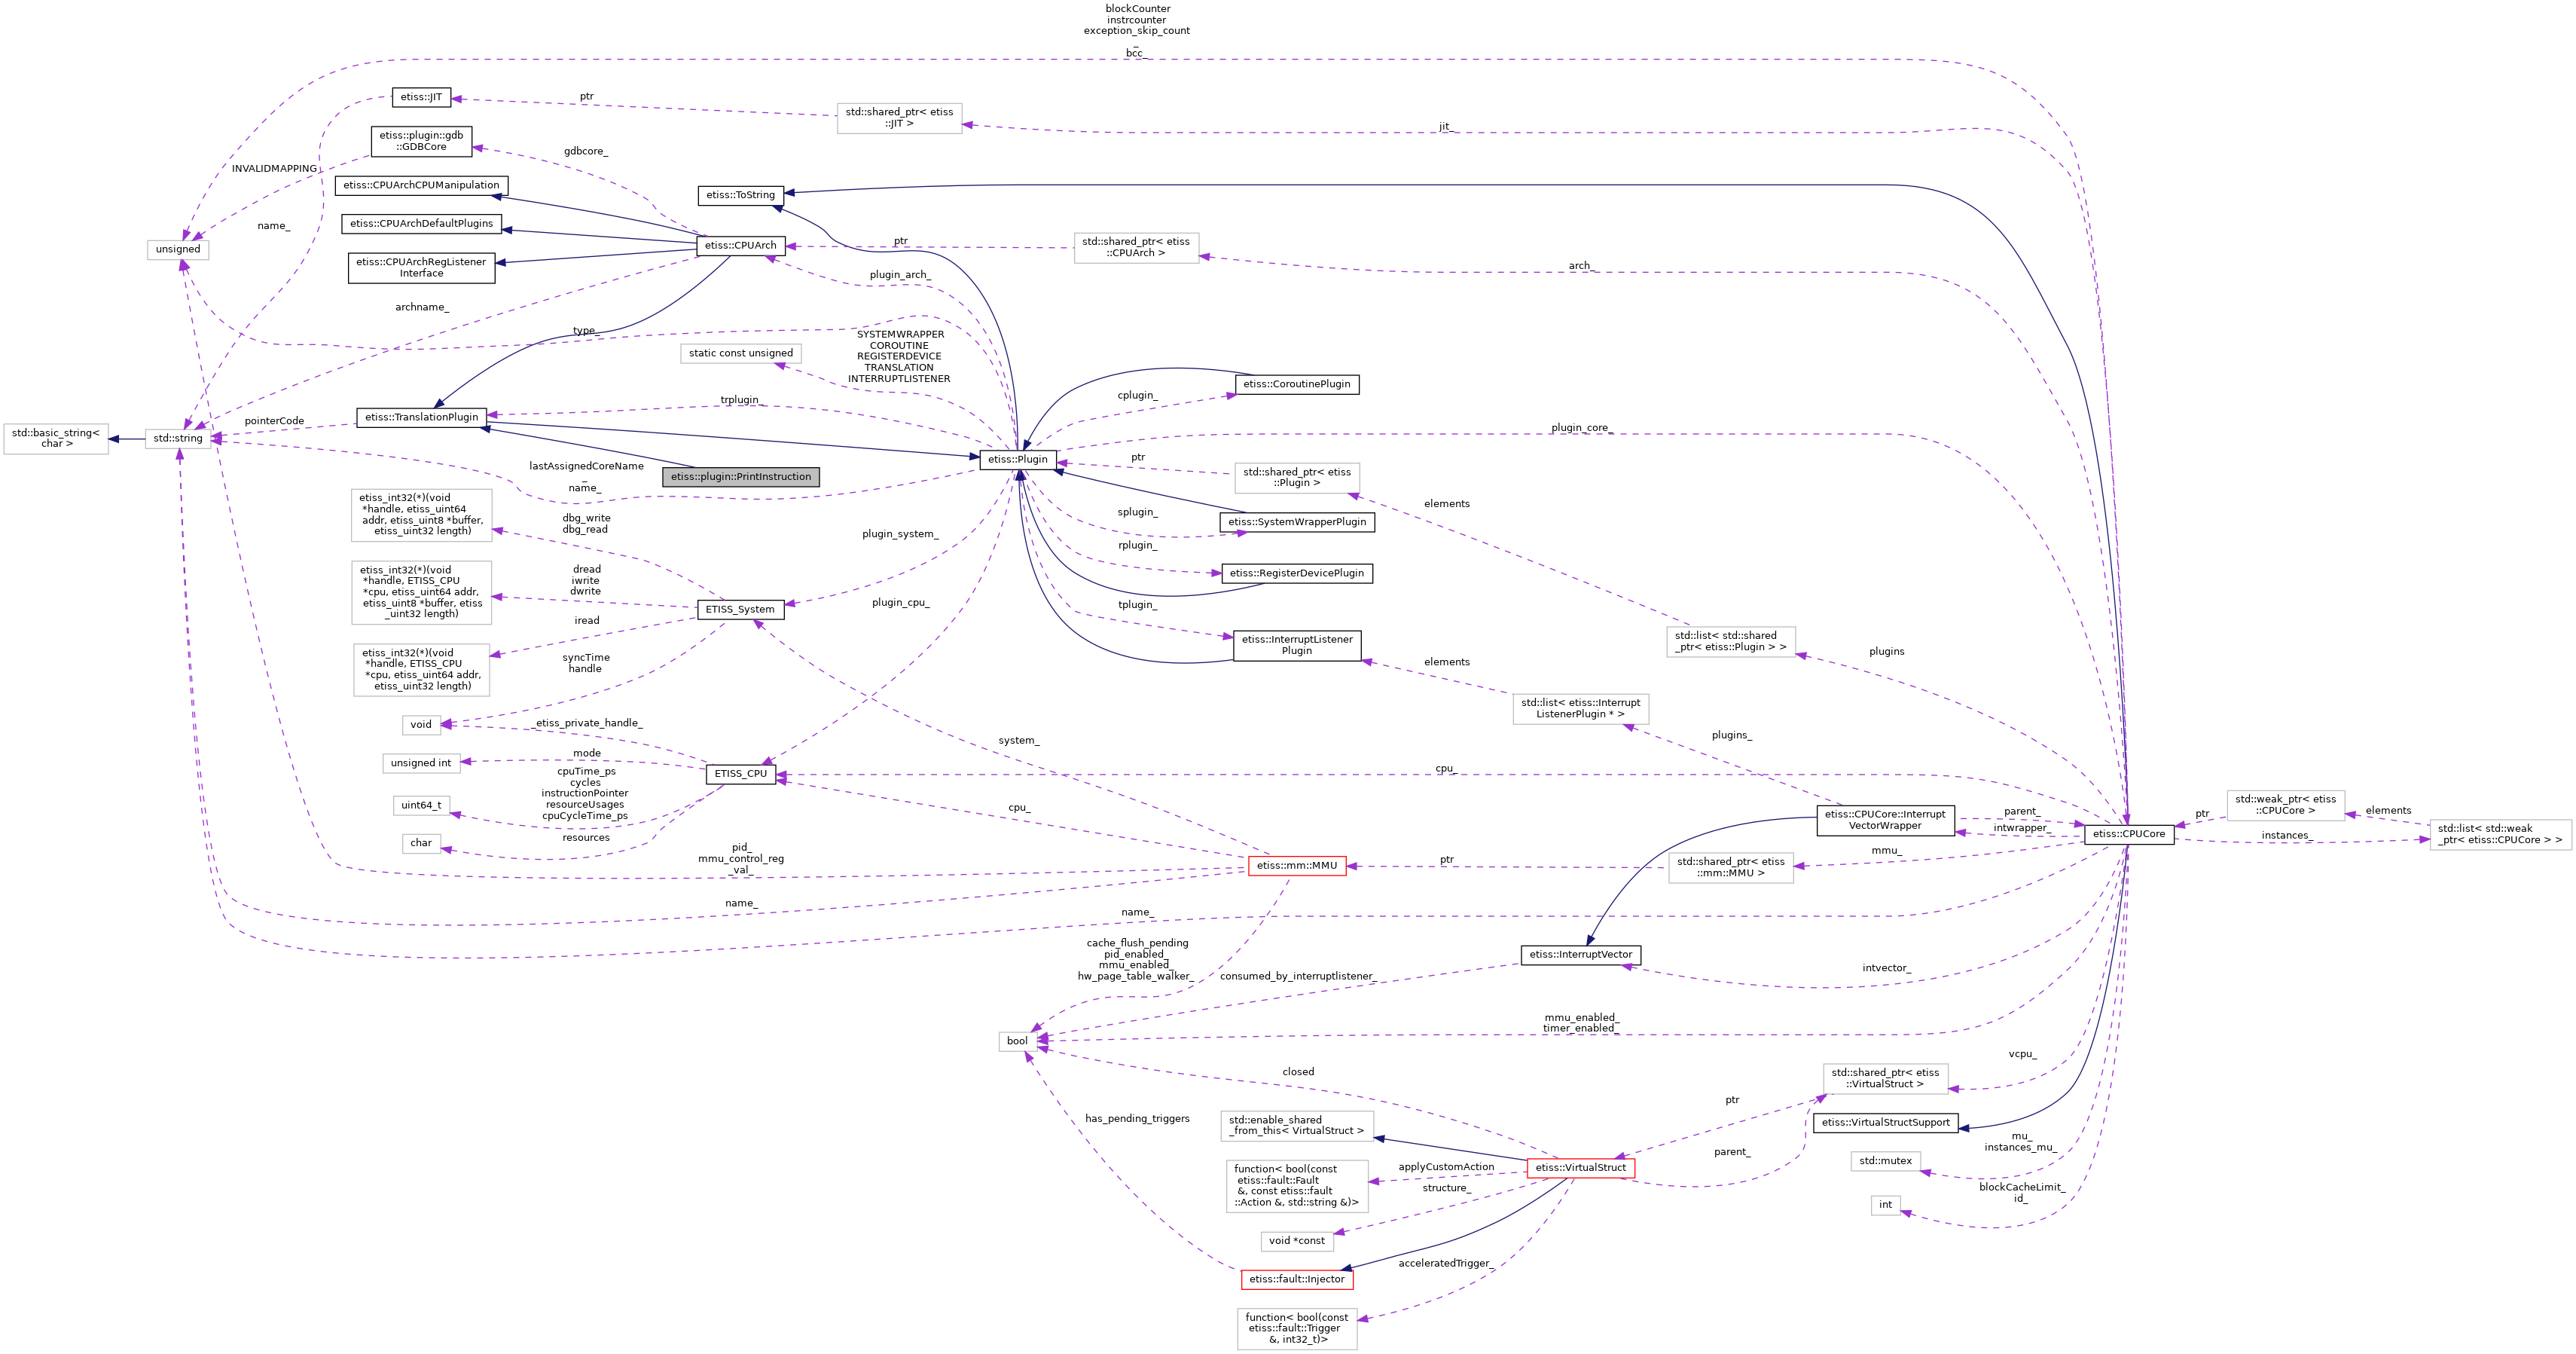 blockCounter
instrcounter
exception_skip_count
_
bcc_
etiss::JIT
ptr
std::shared_ptr< etiss
::JIT >
jit_
etiss::plugin::gdb
::GDBCore
gdbcore_
INVALIDMAPPING
etiss::CPUArchCPUManipulation
etiss::ToString
name_
etiss::CPUArchDefaultPlugins
unsigned
etiss::CPUArch
ptr
std::shared_ptr< etiss
::CPUArch >
arch_
etiss::CPUArchRegListener
Interface
plugin_arch_
archname_
type_
static const unsigned
SYSTEMWRAPPER
COROUTINE
REGISTERDEVICE
TRANSLATION
INTERRUPTLISTENER
etiss::CoroutinePlugin
cplugin_
trplugin_
etiss::TranslationPlugin
pointerCode
plugin_core_
std::basic_string<
char >
std::string
etiss::Plugin
ptr
std::shared_ptr< etiss
::Plugin >
etiss::plugin::PrintInstruction
lastAssignedCoreName
_
name_
elements
etiss_int32(*)(void
*handle, etiss_uint64
addr, etiss_uint8 *buffer,
etiss_uint32 length)
dbg_write
dbg_read
splugin_
etiss::SystemWrapperPlugin
plugin_system_
rplugin_
etiss::RegisterDevicePlugin
etiss_int32(*)(void
*handle, ETISS_CPU
*cpu, etiss_uint64 addr,
etiss_uint8 *buffer, etiss
_uint32 length)
dread
iwrite
dwrite
ETISS_System
plugin_cpu_
tplugin_
iread
etiss::InterruptListener
Plugin
std::list< std::shared
_ptr< etiss::Plugin > >
plugins
etiss_int32(*)(void
*handle, ETISS_CPU
*cpu, etiss_uint64 addr,
etiss_uint32 length)
syncTime
handle
elements
std::list< etiss::Interrupt
ListenerPlugin * >
plugins_
void
_etiss_private_handle_
system_
unsigned int
mode
ETISS_CPU
cpu_
cpuTime_ps
cycles
instructionPointer
resourceUsages
cpuCycleTime_ps
uint64_t
cpu_
etiss::CPUCore::Interrupt
VectorWrapper
parent_
intwrapper_
etiss::CPUCore
ptr
std::weak_ptr< etiss
::CPUCore >
elements
instances_
std::list< std::weak
_ptr< etiss::CPUCore > >
char
resources
pid_
mmu_control_reg
_val_
etiss::mm::MMU
ptr
std::shared_ptr< etiss
::mm::MMU >
mmu_
name_
name_
cache_flush_pending
pid_enabled_
mmu_enabled_
hw_page_table_walker_
consumed_by_interruptlistener_
etiss::InterruptVector
intvector_
bool
mmu_enabled_
timer_enabled_
closed
vcpu_
std::shared_ptr< etiss
::VirtualStruct >
ptr
has_pending_triggers
std::enable_shared
_from_this< VirtualStruct >
etiss::VirtualStructSupport
parent_
mu_
instances_mu_
std::mutex
function< bool(const
etiss::fault::Fault
&, const etiss::fault
::Action &, std::string &)>
applyCustomAction
etiss::VirtualStruct
structure_
blockCacheLimit_
id_
int
void *const
etiss::fault::Injector
acceleratedTrigger_
function< bool(const
etiss::fault::Trigger
&, int32_t)>